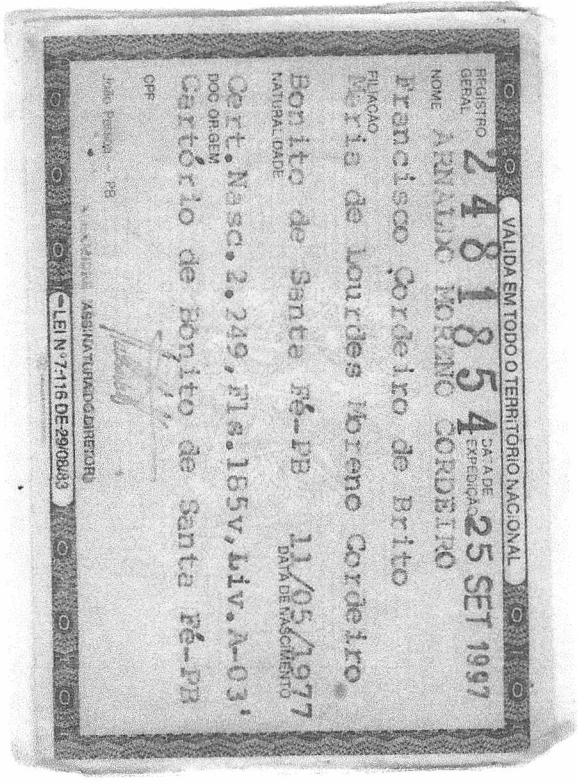 VÁLIDA EM TODO O TERRITÓRIO NACIONAL
REGISTRO GERAL 2481854 DATA DE EXPEDIÇÃO 25 SET 1997
NOME ARNALDO MORENO CORDEIRO
Francisco Cordeiro de Brito
FILIAÇÃO
Maria de Lourdes Moreno Cordeiro
Bonito de Santa Fé-PB 11/05/1977
NATURALIDADE DATA DE NASCIMENTO
Cert.Nasc.2.249,Fls.185v,Liv.A-03'
DOC ORIGEM
Cartório de Bonito de Santa Fé-PB
CPF
João Pessoa - PB
ASSINATURA DO DIRETOR
LEI Nº 7.116 DE 29/08/83